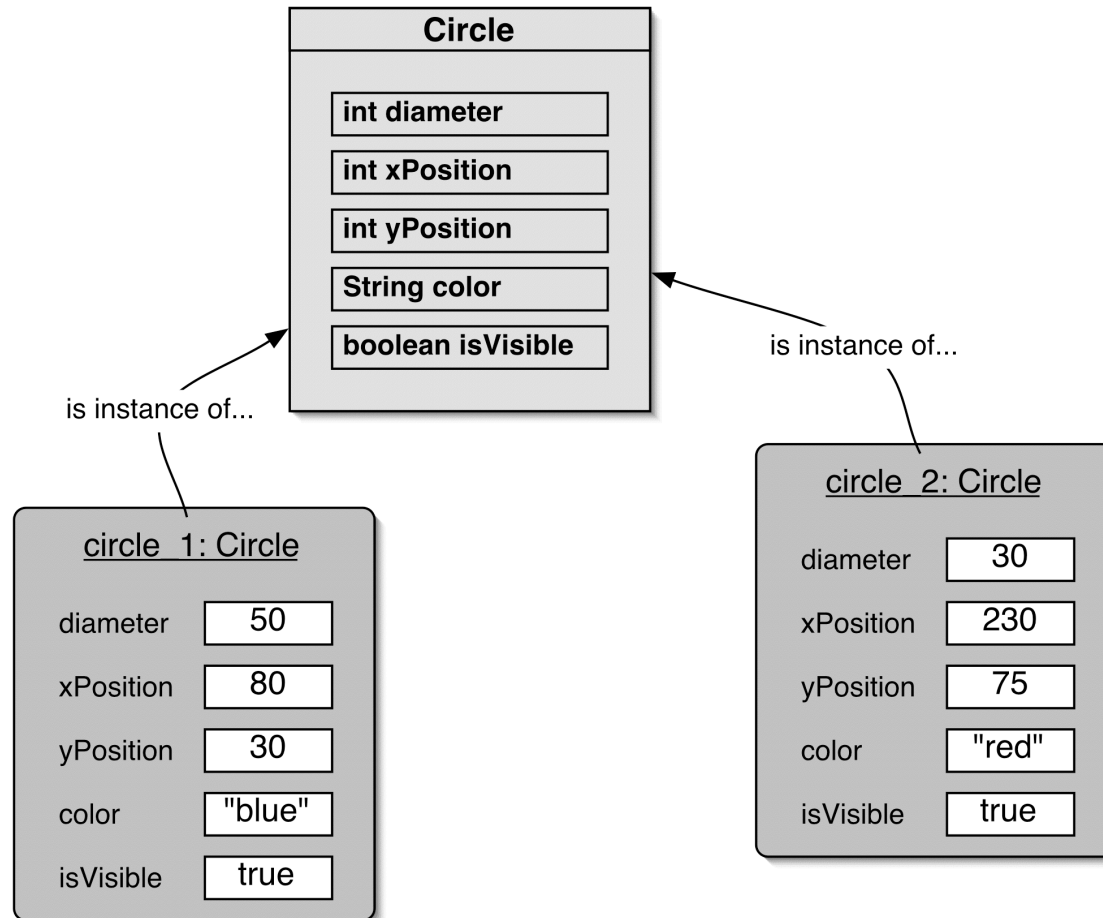 Circle
int diameter
int xPosition
int yPosition
String color
boolean isVisible
is instance of...
is instance of...
circle_1: Circle
diameter 50
xPosition 80
yPosition 30
color "blue"
isVisible true
circle_2: Circle
diameter 30
xPosition 230
yPosition 75
color "red"
isVisible true